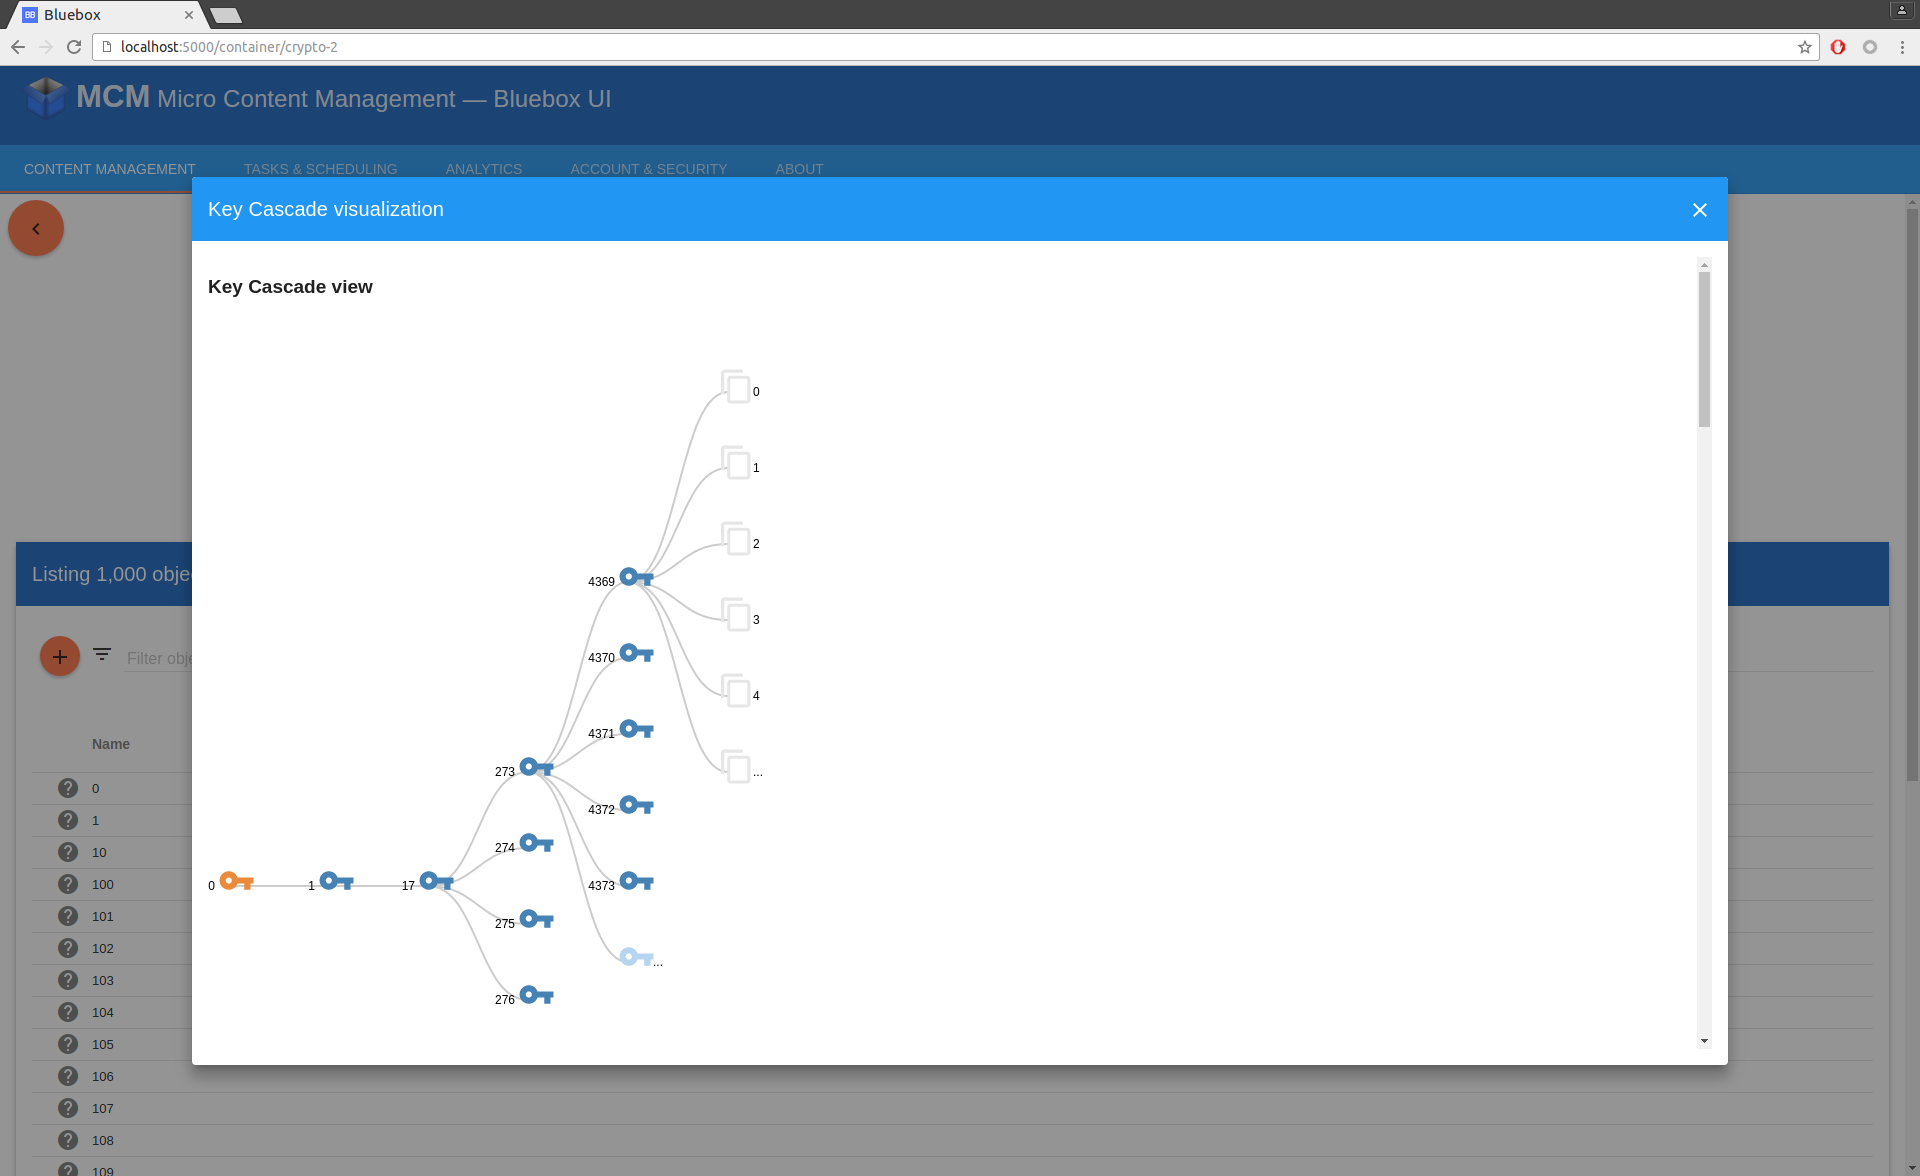 Bluebox
localhost:5000/container/crypto-2
MCM Micro Content Management — Bluebox UI
CONTENT MANAGEMENT TASKS & SCHEDULING ANALYTICS ACCOUNT & SECURITY ABOUT
Key Cascade visualization
Key Cascade view
0
1
2
3
4
...
4369
4370
4371
4372
4373
...
273
274
275
276
0 1 17
Listing 1,000 obje
Filter obje
Name
0
1
10
100
101
102
103
104
105
106
107
108
109